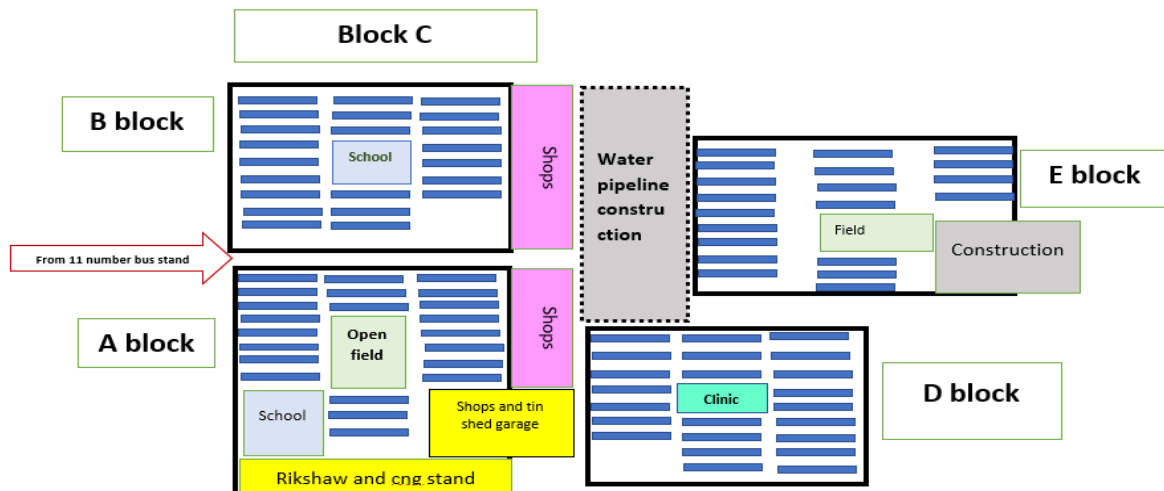 Block C
B block
School
Shops
Water
pipeline
constru
ction
E block
Field
Construction
From 11 number bus stand
A block
Open
field
Shops
School
Shops and tin
shed garage
Rikshaw and cng stand
Clinic
D block